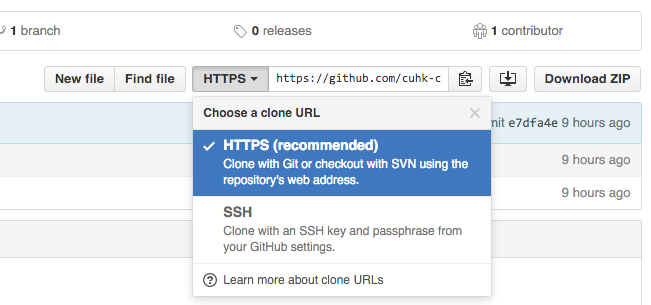 1 branch
0 releases
1 contributor
New file
Find file
HTTPS
https://github.com/cuhk-c
Download ZIP
Choose a clone URL
e7dfa4e 9 hours ago
HTTPS (recommended)
Clone with Git or checkout with SVN using the
repository's web address.
9 hours ago
9 hours ago
SSH
Clone with an SSH key and passphrase from
your GitHub settings.
Learn more about clone URLs